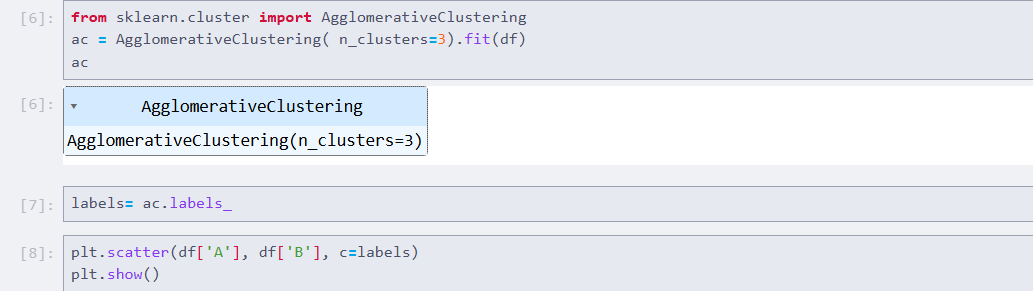 [6]: from sklearn.cluster import AgglomerativeClustering
ac = AgglomerativeClustering( n_clusters=3).fit(df)
ac
[6]: ▾ AgglomerativeClustering
AgglomerativeClustering(n_clusters=3)
[7]: labels= ac.labels_
[8]: plt.scatter(df['A'], df['B'], c=labels)
plt.show()